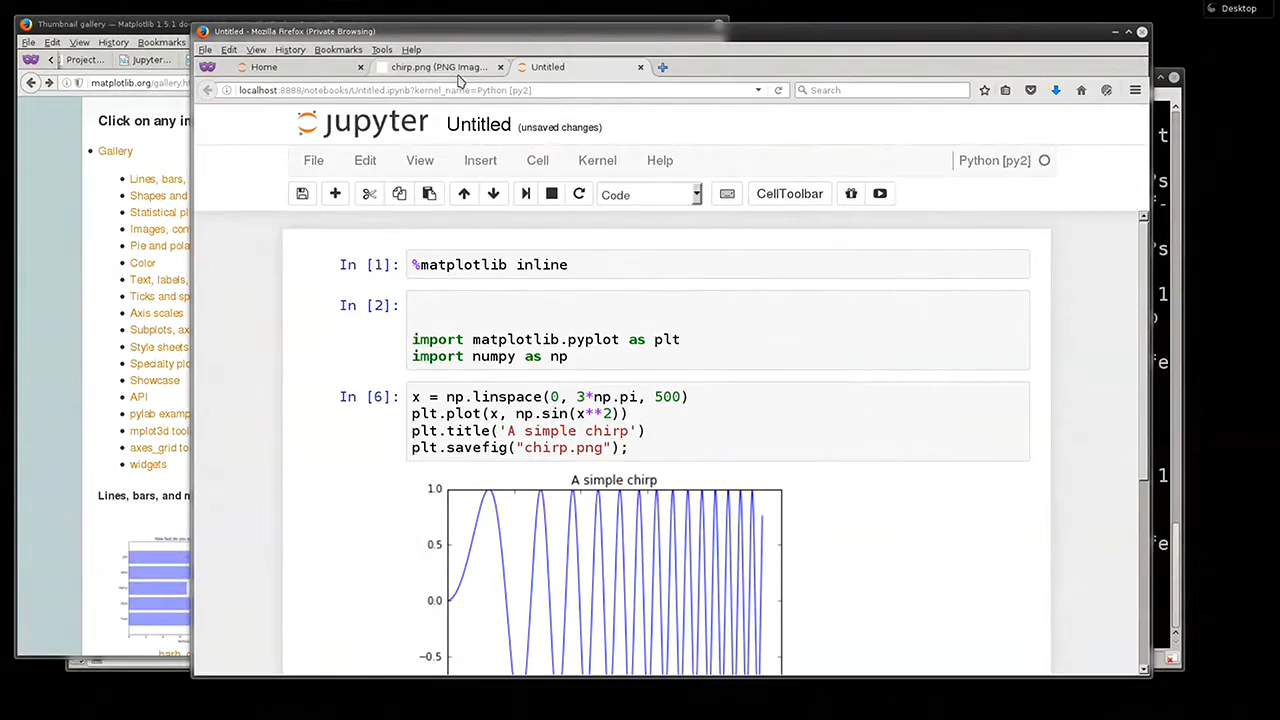 Desktop
Thumbnail gallery — Matplotlib 1.5.1 do
File Edit View History Bookmarks
Project... Jupyter...
matplotlib.org/gallery.h
Click on any i
Gallery
Lines, bars,
Shapes and
Statistical pl
Images, con
Pie and pola
Color
Text, labels,
Ticks and sp
Axis scales
Subplots, ax
Style sheets
Specialty plo
Showcase
API
pylab examp
mplot3d tool
axes_grid to
widgets
Lines, bars, and m
Untitled - Mozilla Firefox (Private Browsing)
File Edit View History Bookmarks Tools Help
Home chirp.png (PNG Imag... Untitled
localhost:8888/notebooks/Untitled.ipynb?kernel_name=Python [py2] Search
jupyter Untitled (unsaved changes)
File Edit View Insert Cell Kernel Help Python [py2]
Code CellToolbar
In [1]: %matplotlib inline
In [2]:
import matplotlib.pyplot as plt
import numpy as np
In [6]: x = np.linspace(0, 3*np.pi, 500)
plt.plot(x, np.sin(x**2))
plt.title('A simple chirp')
plt.savefig("chirp.png");
A simple chirp
1.0
0.5
0.0
−0.5